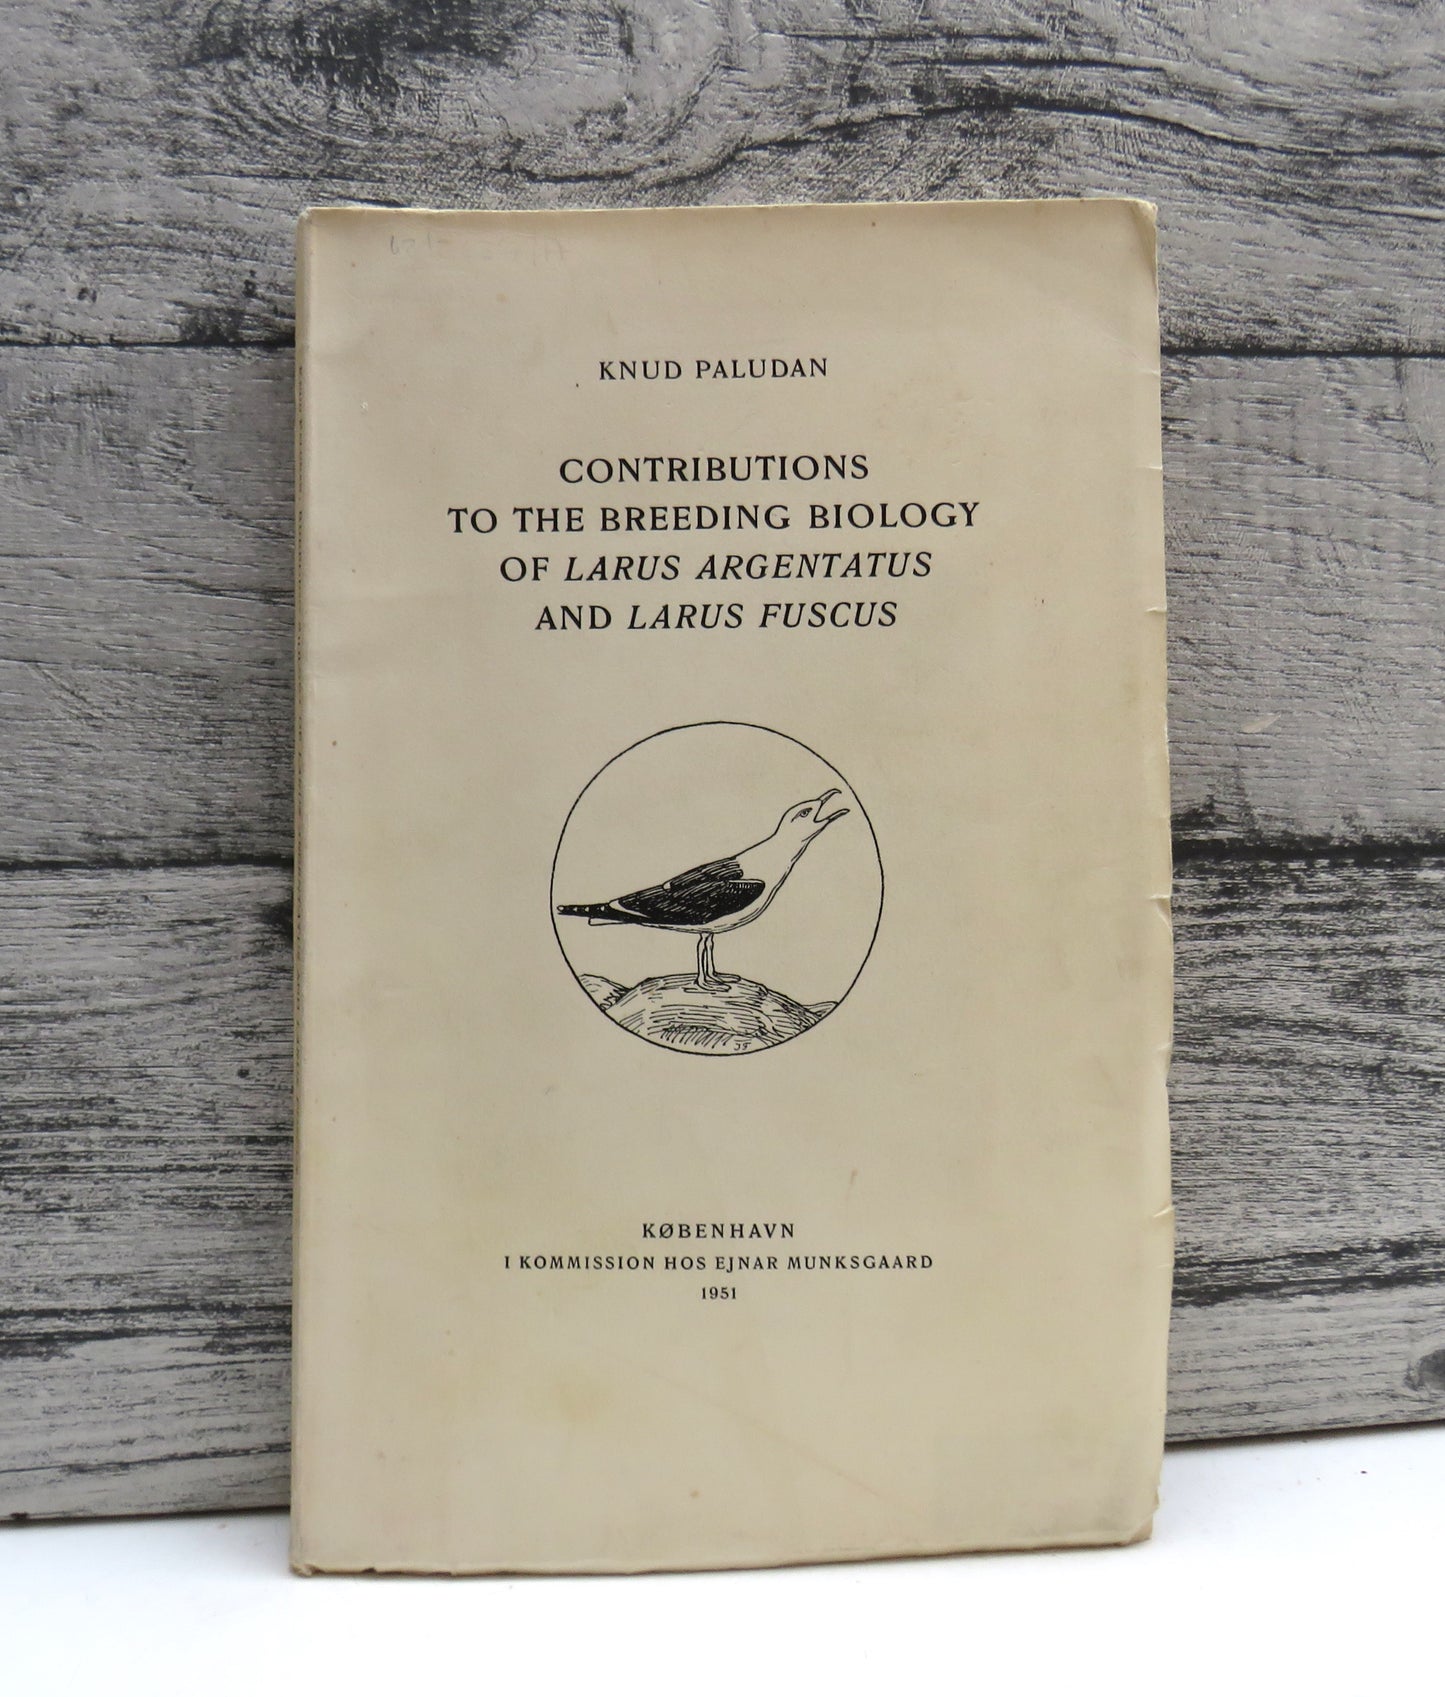 KNUD PALUDAN
CONTRIBUTIONS
TO THE BREEDING BIOLOGY
OF LARUS ARGENTATUS
AND LARUS FUSCUS
KØBENHAVN
I KOMMISSION HOS EJNAR MUNKSGAARD
1951